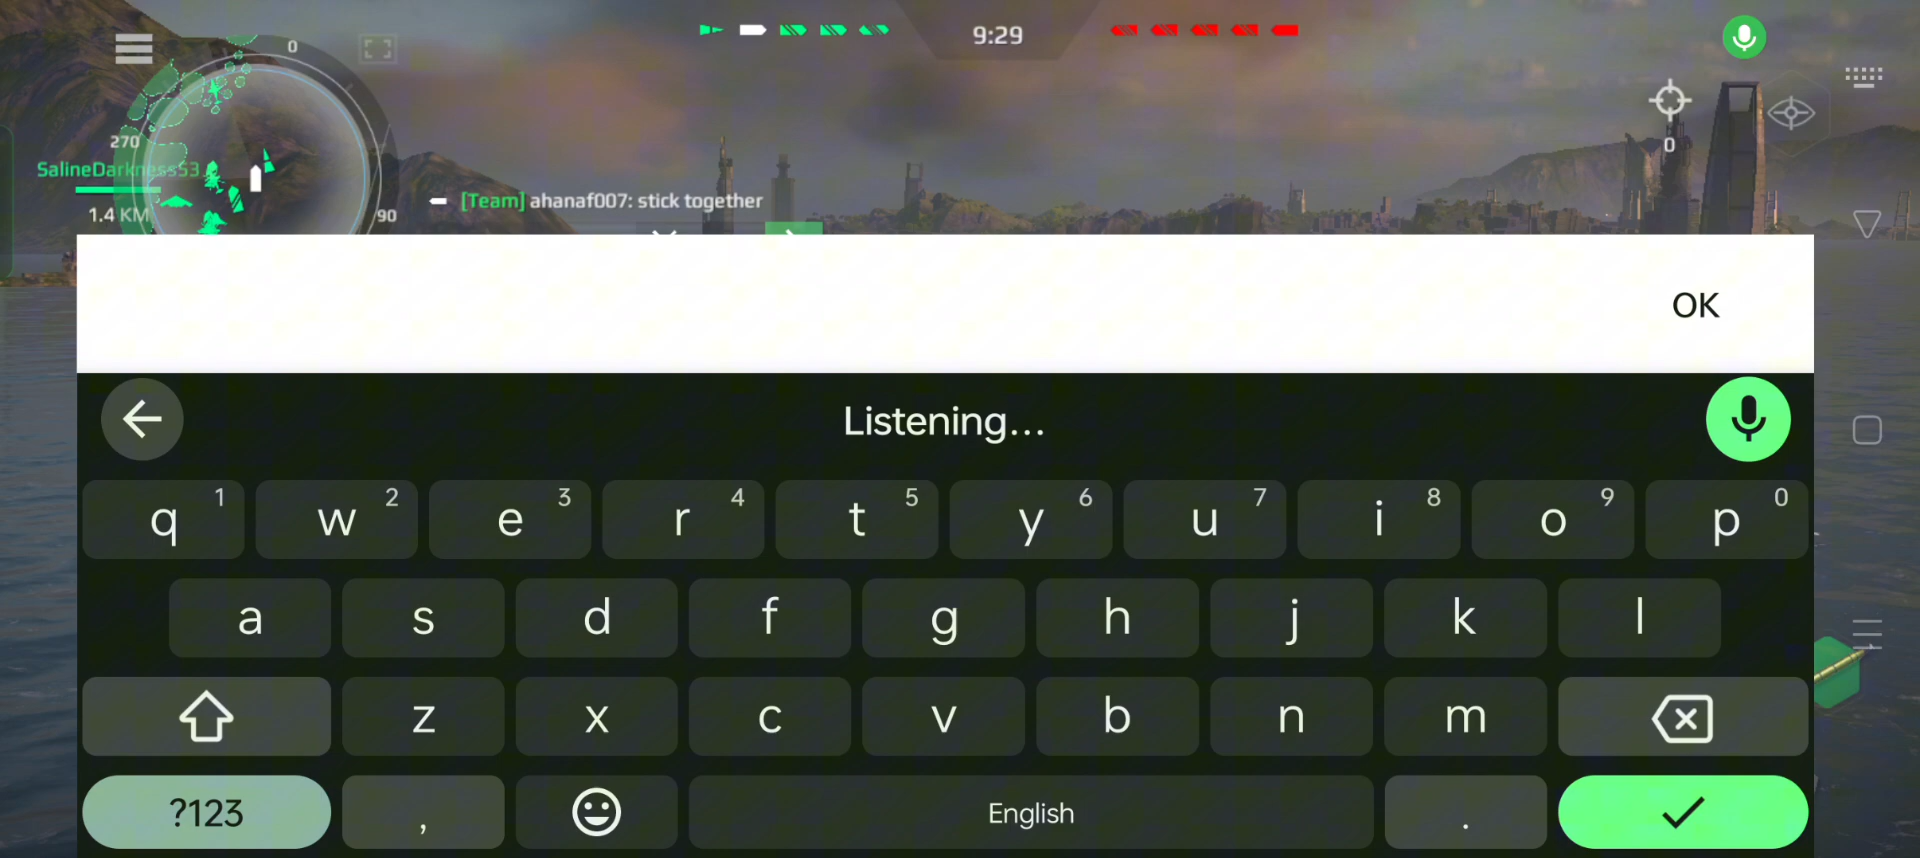 0
9:29
270
SalineDarkness53
0
1.4 KM
90
[Team] ahanaf007: stick together
OK
Listening...
q 1 w 2 e 3 r 4 t 5 y 6 u 7 i 8 o 9 p 0
a s d f g h j k l
z x c v b n m
?123 , English .